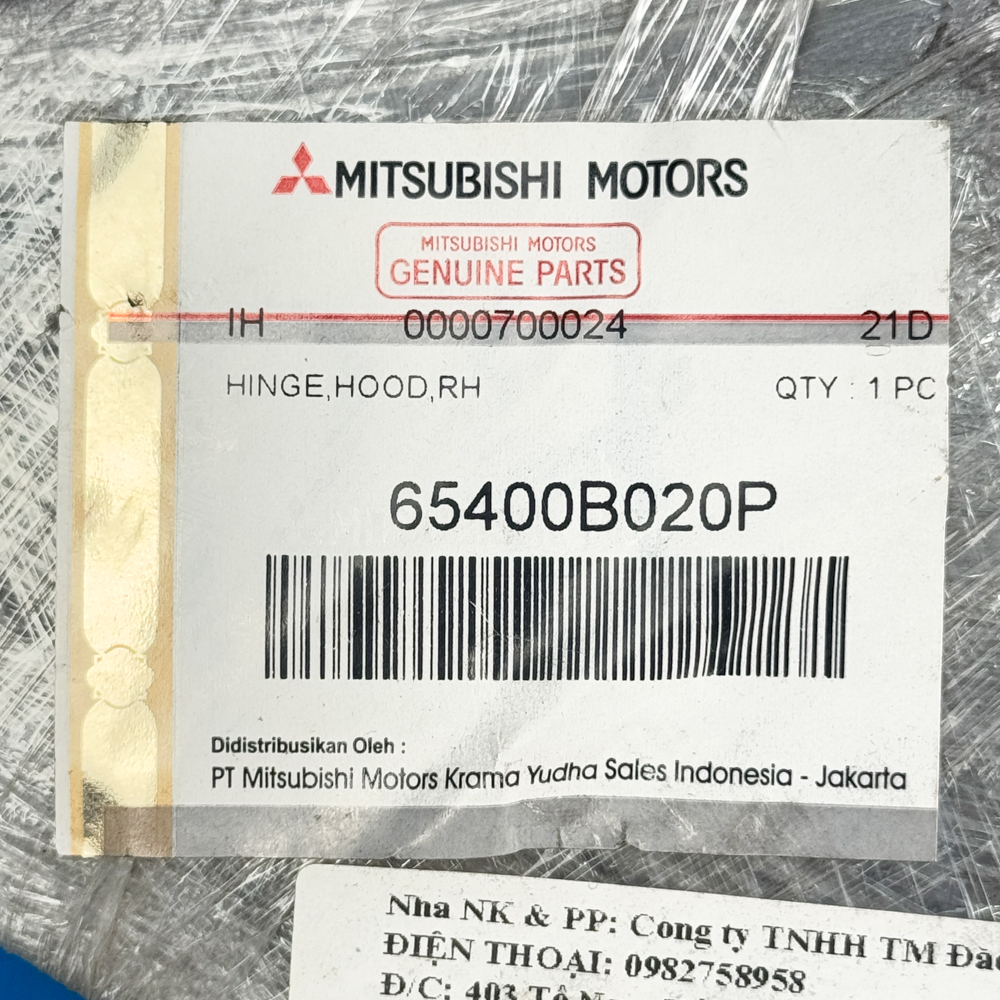 MITSUBISHI MOTORS
MITSUBISHI MOTORS
GENUINE PARTS
IH 0000700024 21D
HINGE,HOOD,RH QTY : 1 PC
65400B020P
Didistribusikan Oleh :
PT Mitsubishi Motors Krama Yudha Sales Indonesia - Jakarta
Nha NK & PP: Cong ty TNHH TM
ĐIỆN THOẠI: 0982758958
Đ/C: 403